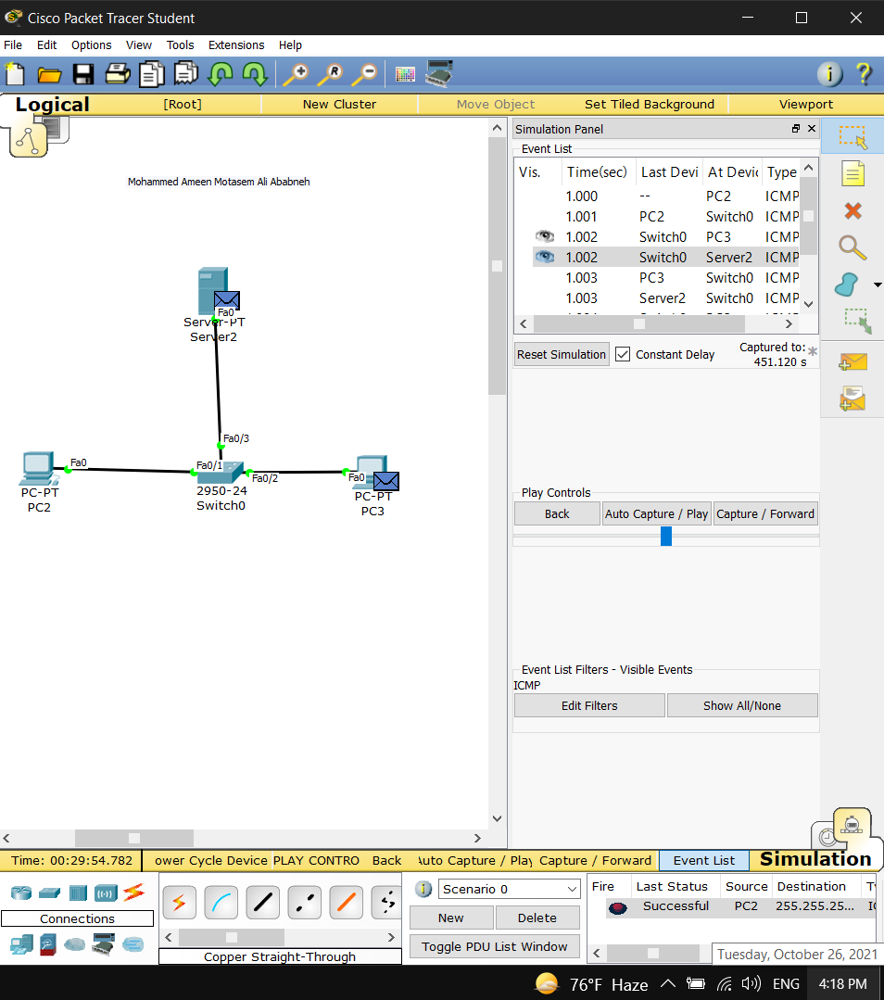 Cisco Packet Tracer Student
File Edit Options View Tools Extensions Help
Logical [Root] New Cluster Move Object Set Tiled Background Viewport
Mohammed Ameen Motasem Ali Ababneh
Fa0
Server-PT
Server2
Fa0/3
Fa0
Fa0/1
Fa0/2
Fa0
PC-PT
PC2
2950-24
Switch0
PC-PT
PC3
Simulation Panel
Event List
Vis. Time(sec) Last Devi At Devic Type
1.000 -- PC2 ICMP
1.001 PC2 Switch0 ICMP
1.002 Switch0 PC3 ICMP
1.002 Switch0 Server2 ICMP
1.003 PC3 Switch0 ICMP
1.003 Server2 Switch0 ICMP
Reset Simulation Constant Delay Captured to: *
451.120 s
Play Controls
Back Auto Capture / Play Capture / Forward
Event List Filters - Visible Events
ICMP
Edit Filters Show All/None
Time: 00:29:54.782 ower Cycle Device PLAY CONTRO Back Auto Capture / Play Capture / Forward Event List Simulation
Connections
Copper Straight-Through
Scenario 0
New Delete
Toggle PDU List Window
Fire Last Status Source Destination Ty
Successful PC2 255.255.25... IC
Tuesday, October 26, 2021
76°F Haze ENG 4:18 PM